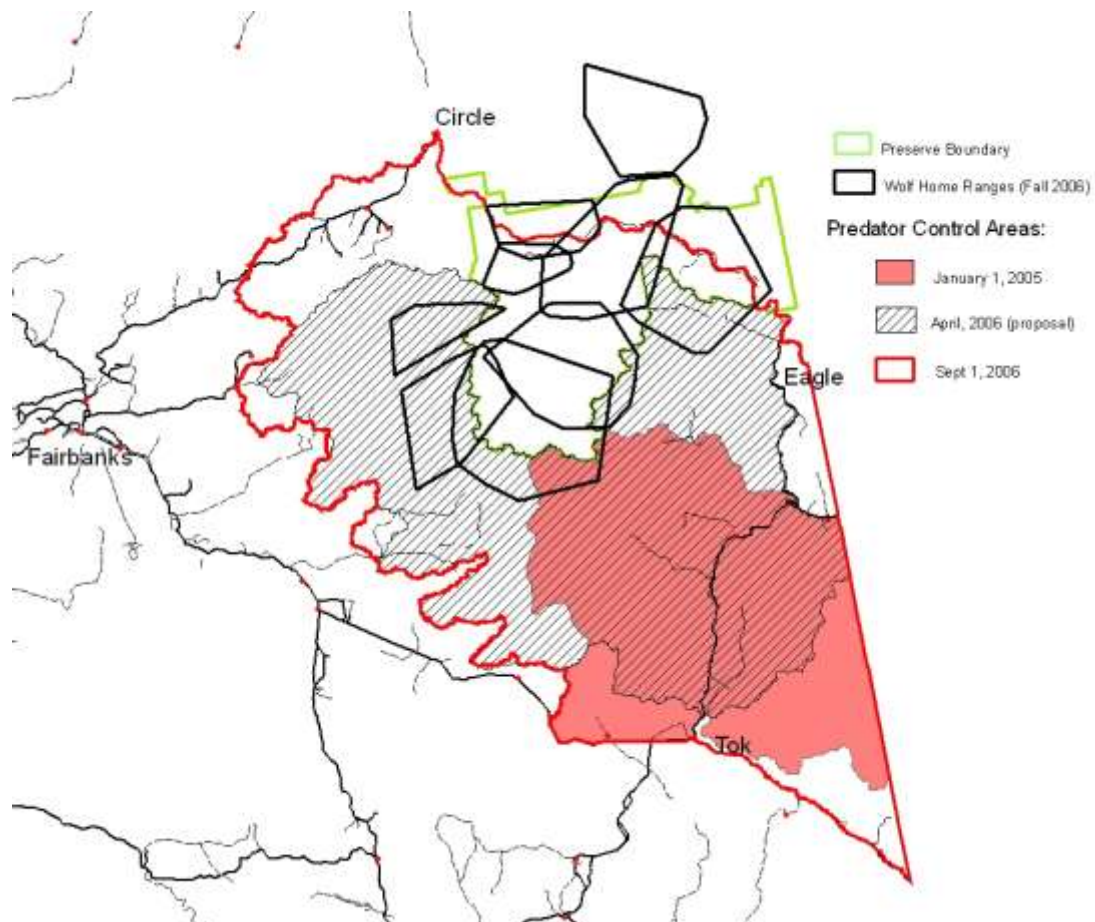 Circle
Preserve Boundary
Wolf Home Ranges (Fall 2006)
Predator Control Areas:
January 1, 2005
April, 2006 (proposal)
Sept 1, 2006
Eagle
Fairbanks
Tok